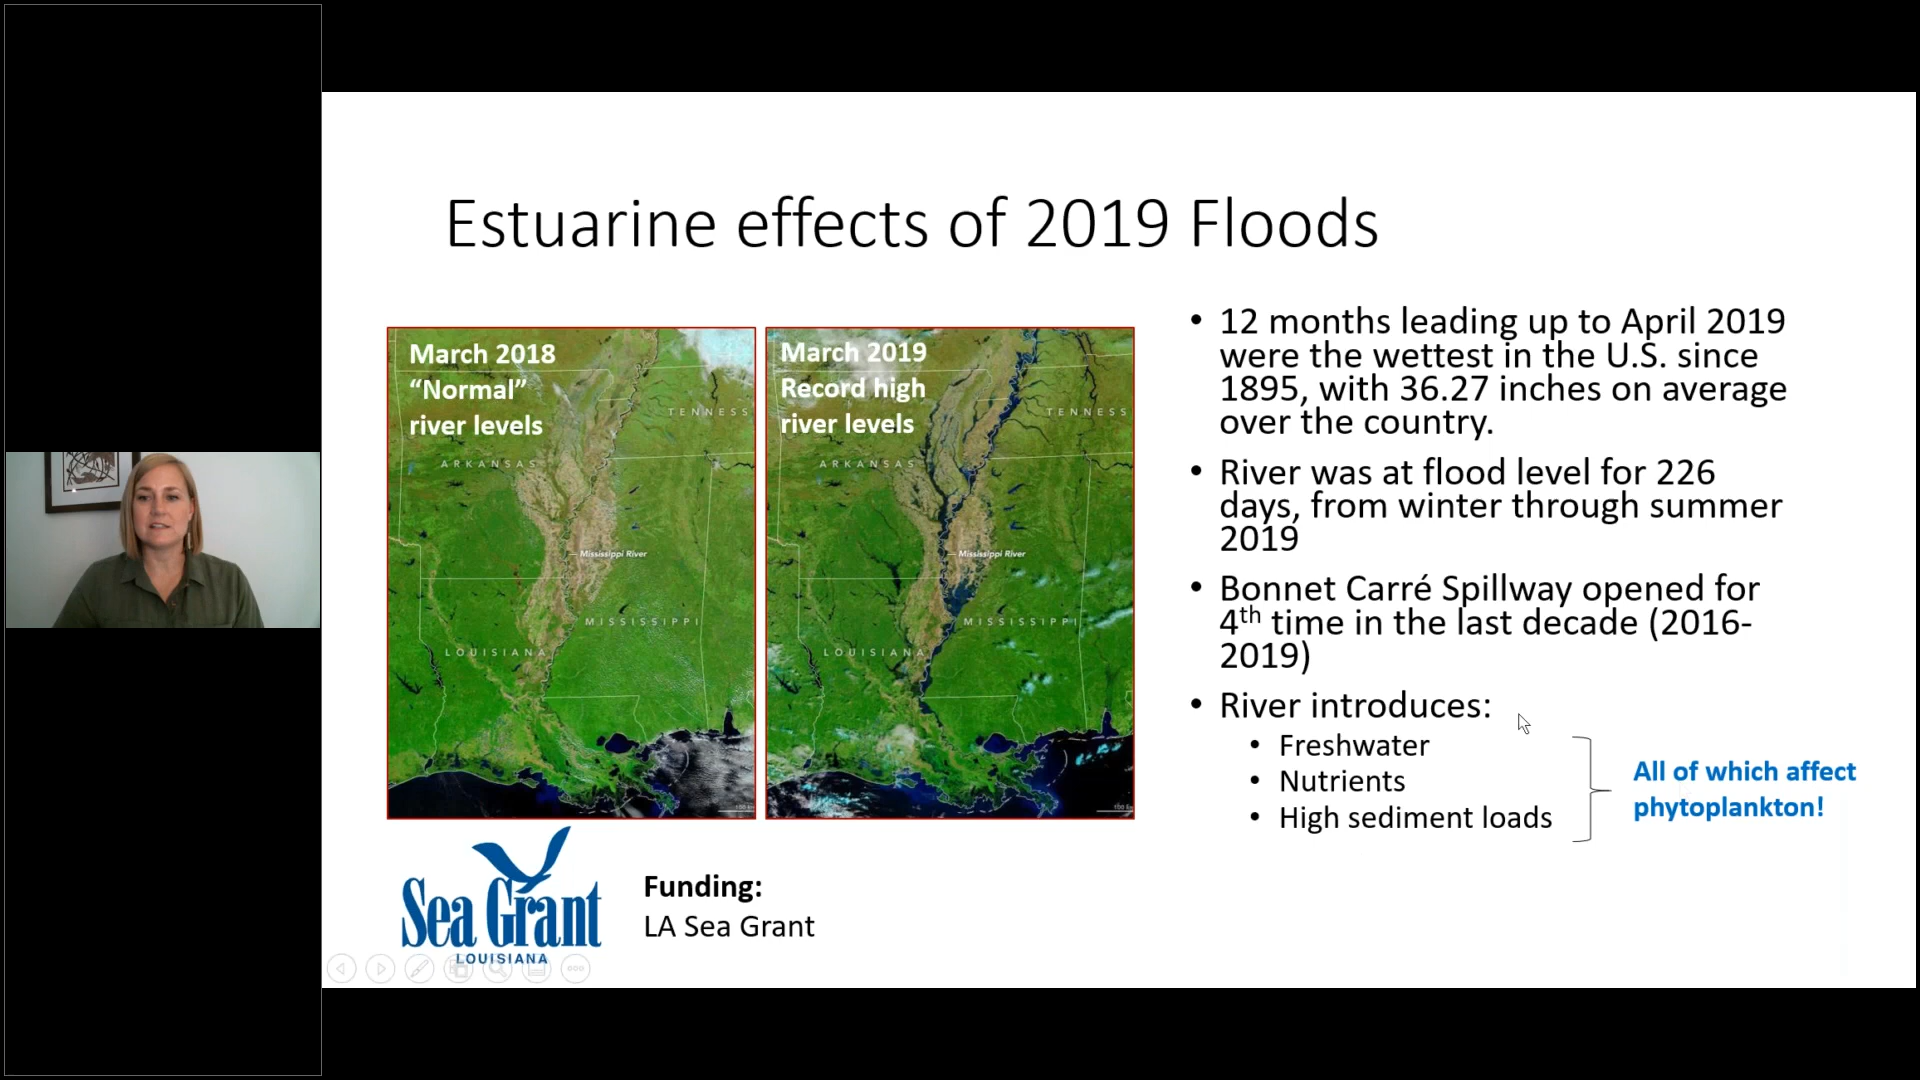 Estuarine effects of 2019 Floods
March 2018
“Normal”
river levels
TENNESS
ARKANSAS
Mississippi River
MISSISSIPPI
LOUISIANA
March 2019
Record high
river levels
TENNESS
ARKANSAS
Mississippi River
MISSISSIPPI
LOUISIANA
• 12 months leading up to April 2019
were the wettest in the U.S. since
1895, with 36.27 inches on average
over the country.
• River was at flood level for 226
days, from winter through summer
2019
• Bonnet Carré Spillway opened for
4th time in the last decade (2016-
2019)
• River introduces:
• Freshwater
• Nutrients
• High sediment loads
All of which affect
phytoplankton!
Sea Grant
LOUISIANA
Funding:
LA Sea Grant